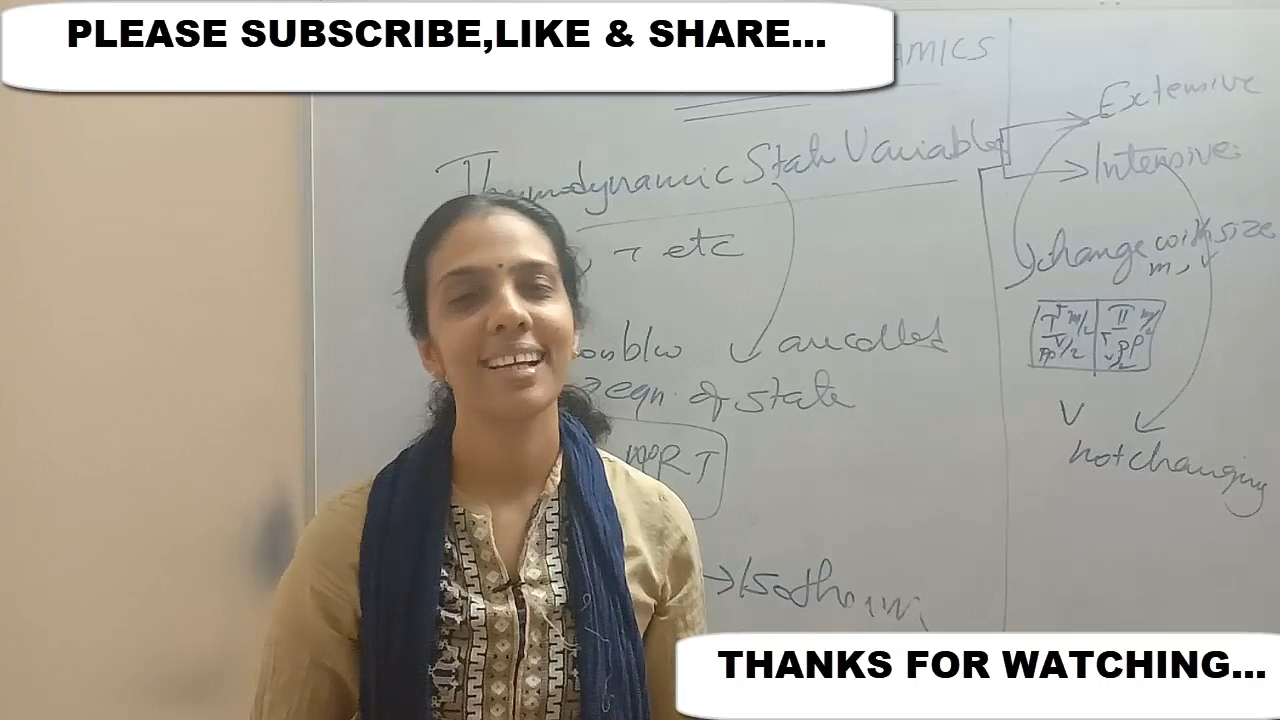 PLEASE SUBSCRIBE,LIKE & SHARE...
AMICS
Thermodynamic State Variables
Extensive
Intensive
etc
change with size
m, v
are called
eqn. of state
RT
V
not changing
Isotherm
THANKS FOR WATCHING...